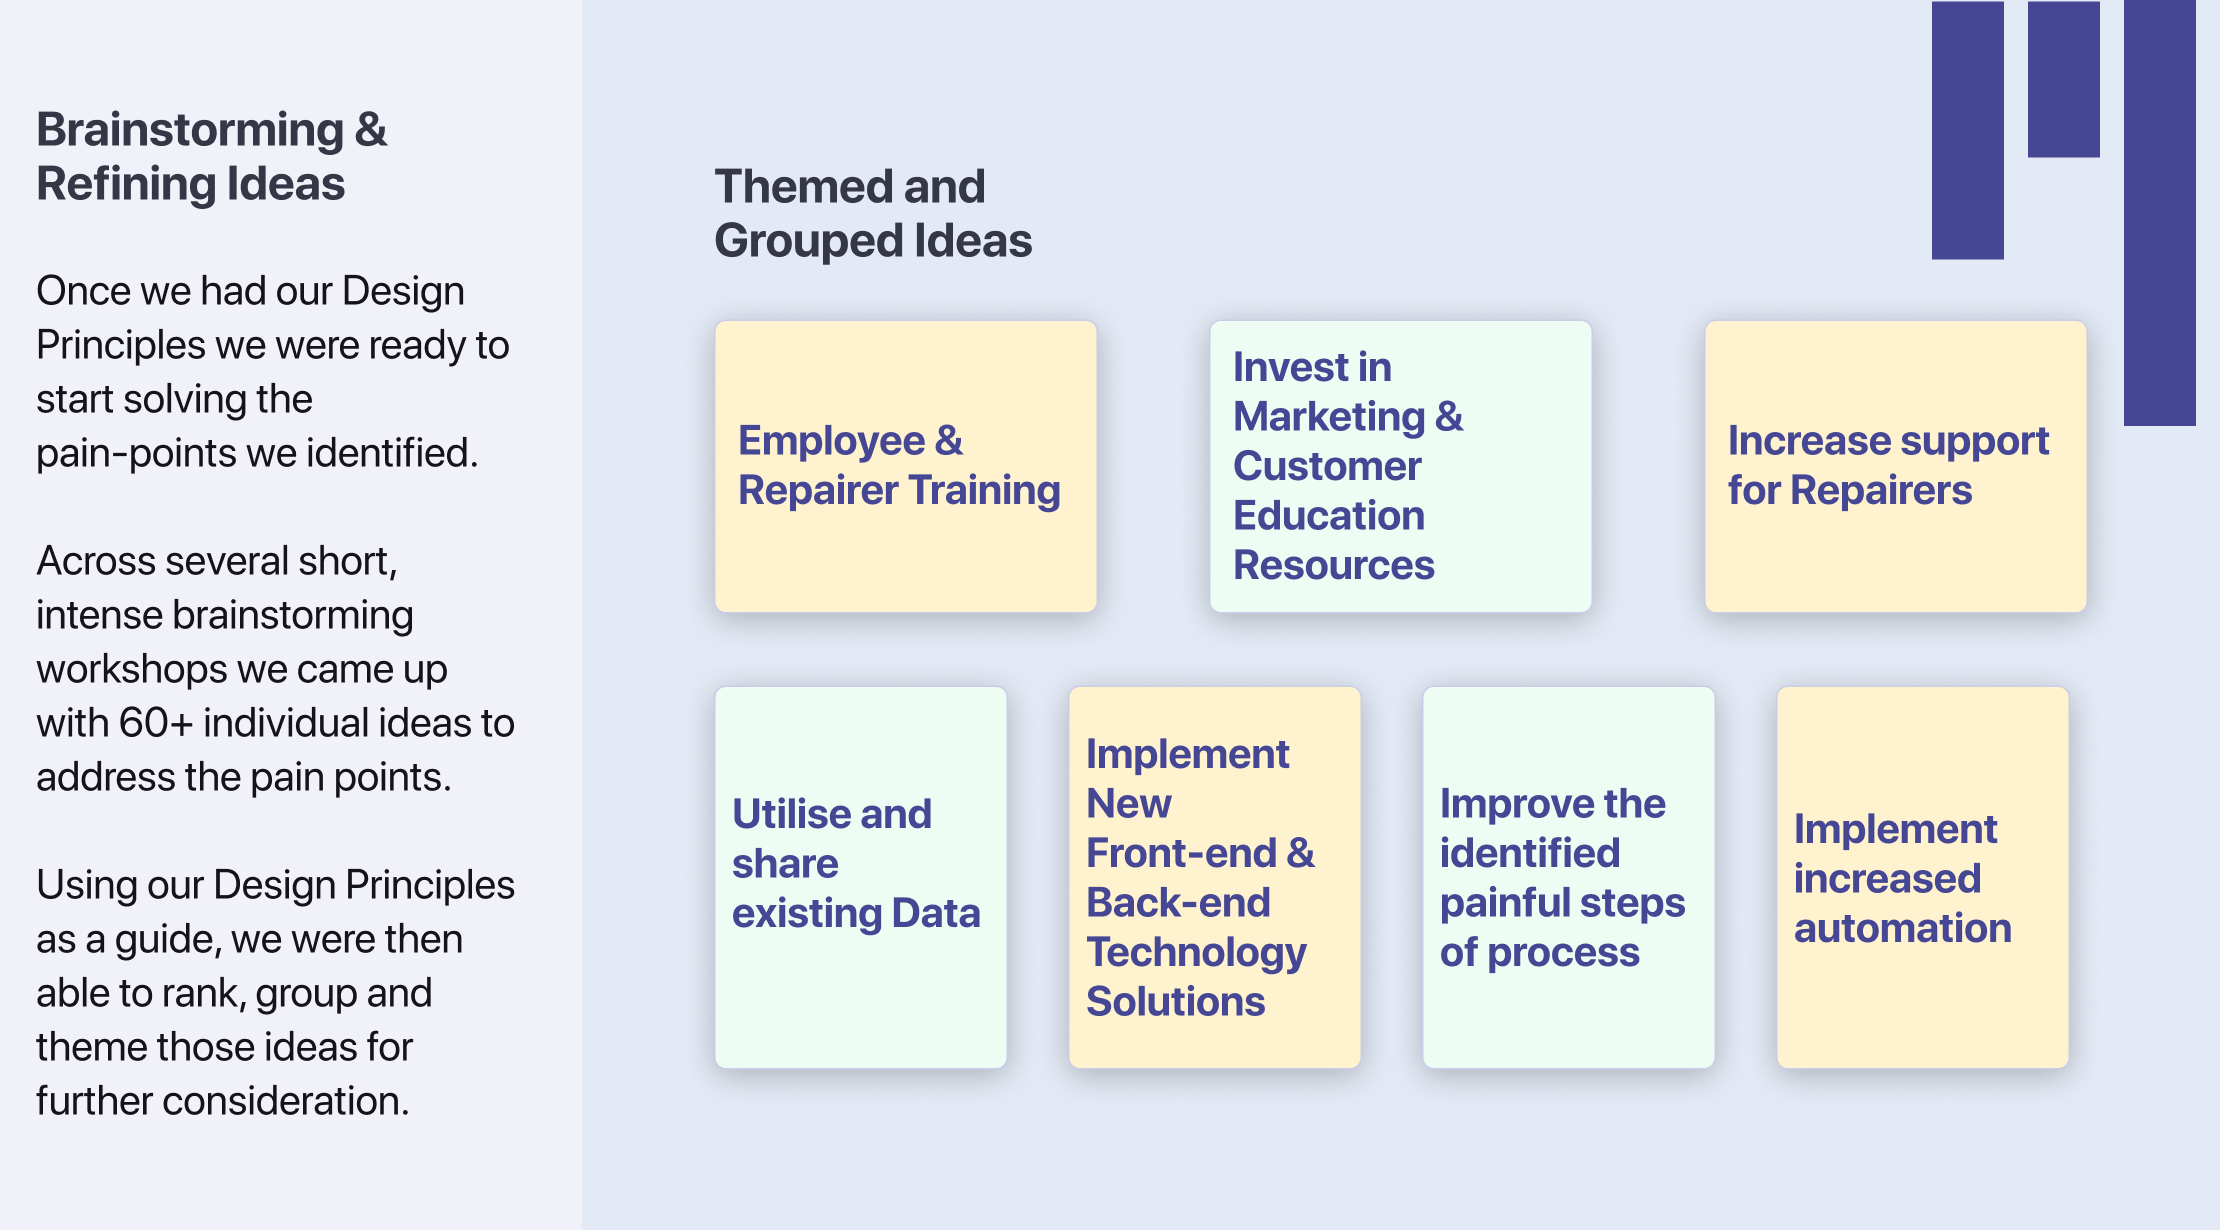 Brainstorming &
Refining Ideas
Once we had our Design
Principles we were ready to
start solving the
pain-points we identified.
Across several short,
intense brainstorming
workshops we came up
with 60+ individual ideas to
address the pain points.
Using our Design Principles
as a guide, we were then
able to rank, group and
theme those ideas for
further consideration.
Themed and
Grouped Ideas
Employee &
Repairer Training
Invest in
Marketing &
Customer
Education
Resources
Increase support
for Repairers
Utilise and
share
existing Data
Implement
New
Front-end &
Back-end
Technology
Solutions
Improve the
identified
painful steps
of process
Implement
increased
automation